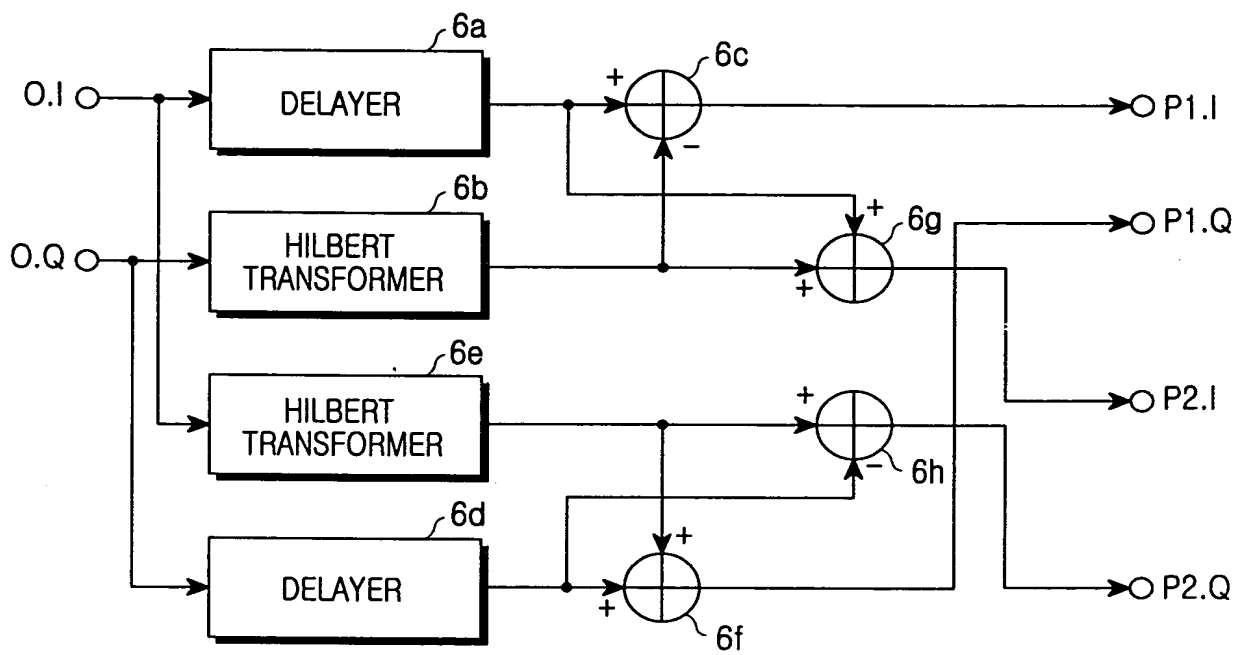 6a
6c
O.I
DELAYER
+
P1.I
-
6b
+
6g
P1.Q
O.Q
HILBERT
TRANSFORMER
+
6e
+
P2.I
HILBERT
TRANSFORMER
-
6h
6d
+
DELAYER
+
P2.Q
6f